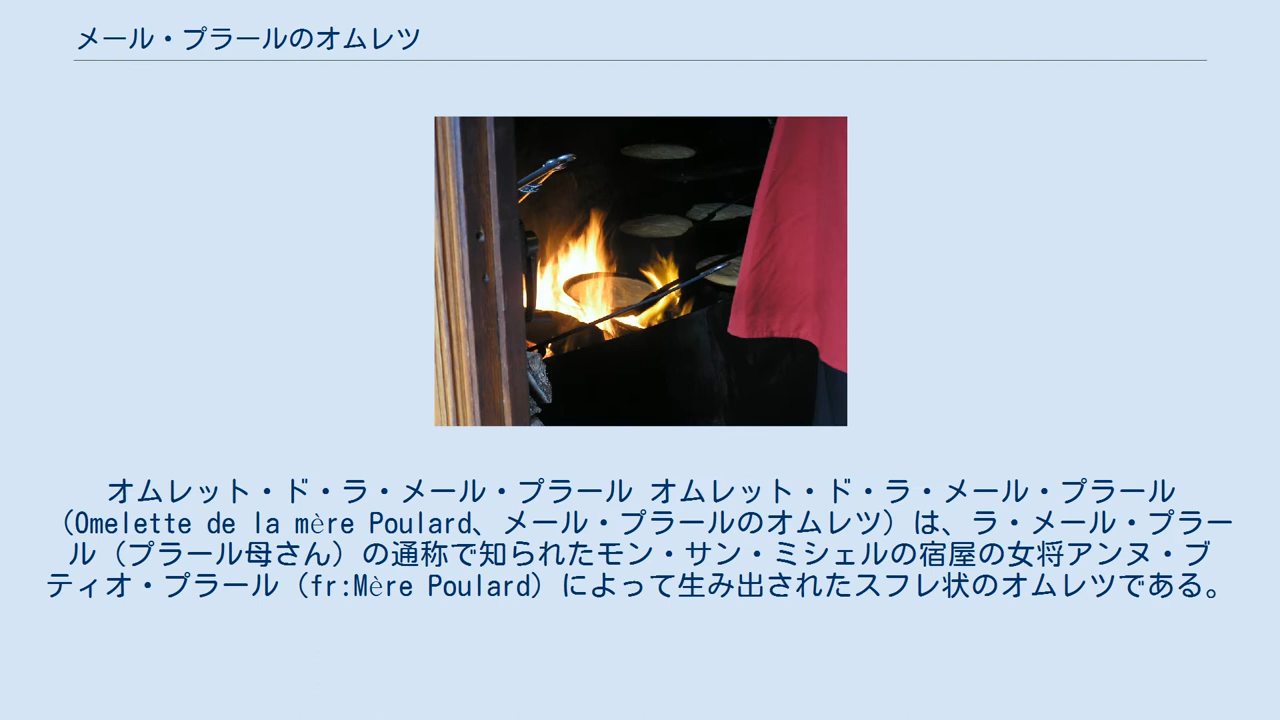 メール・プラールのオムレツ
オムレット・ド・ラ・メール・プラール オムレット・ド・ラ・メール・プラール
（Omelette de la mère Poulard、メール・プラールのオムレツ）は、ラ・メール・プラー
ル（プラール母さん）の通称で知られたモン・サン・ミシェルの宿屋の女将アンヌ・ブ
ティオ・プラール（fr:Mère Poulard）によって生み出されたスフレ状のオムレツである。